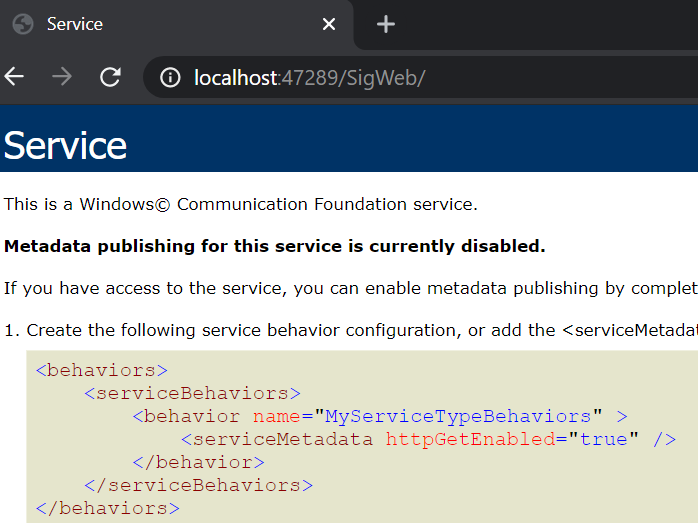 Service
localhost:47289/SigWeb/
Service
This is a Windows© Communication Foundation service.
Metadata publishing for this service is currently disabled.
If you have access to the service, you can enable metadata publishing by complet
1. Create the following service behavior configuration, or add the <serviceMetadat
<behaviors>
    <serviceBehaviors>
        <behavior name="MyServiceTypeBehaviors" >
            <serviceMetadata httpGetEnabled="true" />
        </behavior>
    </serviceBehaviors>
</behaviors>